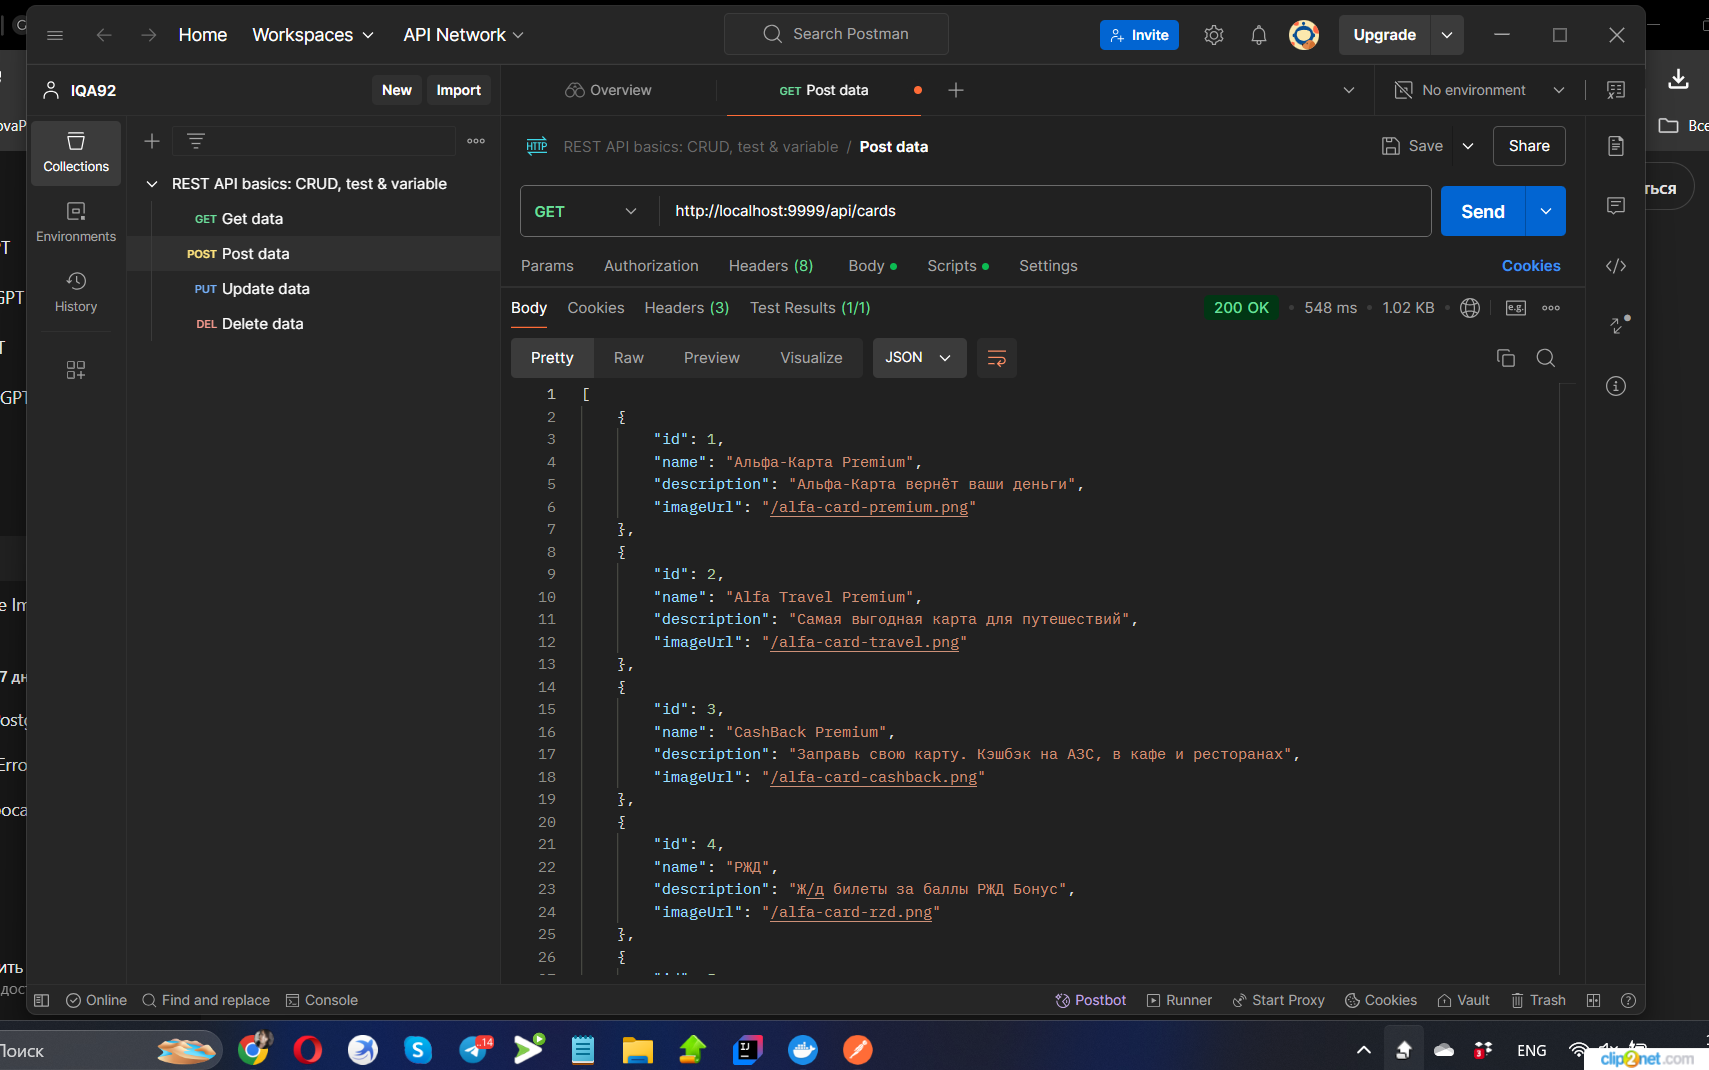 Home Workspaces API Network Search Postman Invite Upgrade
IQA92 New Import Overview GET Post data No environment
Collections
Environments
History
REST API basics: CRUD, test & variable
GET Get data
POST Post data
PUT Update data
DEL Delete data
HTTP REST API basics: CRUD, test & variable / Post data Save Share
GET http://localhost:9999/api/cards Send
Params Authorization Headers (8) Body Scripts Settings Cookies
Body Cookies Headers (3) Test Results (1/1) 200 OK 548 ms 1.02 KB e.g.
Pretty Raw Preview Visualize JSON
1 [
2 {
3 "id": 1,
4 "name": "Альфа-Карта Premium",
5 "description": "Альфа-Карта вернёт ваши деньги",
6 "imageUrl": "/alfa-card-premium.png"
7 },
8 {
9 "id": 2,
10 "name": "Alfa Travel Premium",
11 "description": "Самая выгодная карта для путешествий",
12 "imageUrl": "/alfa-card-travel.png"
13 },
14 {
15 "id": 3,
16 "name": "CashBack Premium",
17 "description": "Заправь свою карту. Кэшбэк на АЗС, в кафе и ресторанах",
18 "imageUrl": "/alfa-card-cashback.png"
19 },
20 {
21 "id": 4,
22 "name": "РЖД",
23 "description": "Ж/д билеты за баллы РЖД Бонус",
24 "imageUrl": "/alfa-card-rzd.png"
25 },
26 {
Online Find and replace Console Postbot Runner Start Proxy Cookies Vault Trash
Поиск 14 3 ENG
clip2net.com